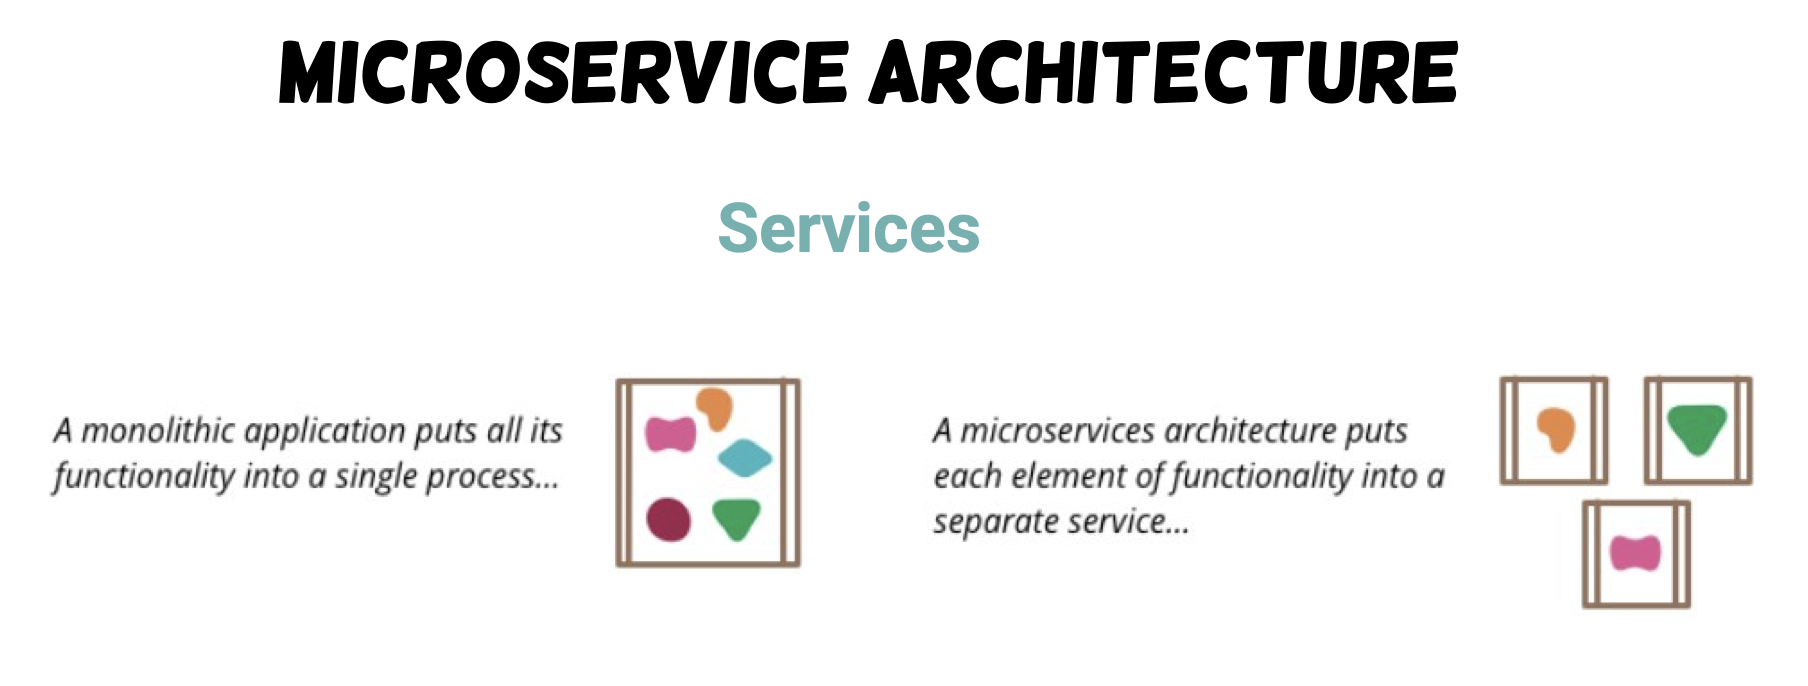 MICROSERVICE ARCHITECTURE
Services
A monolithic application puts all its
functionality into a single process...
A microservices architecture puts
each element of functionality into a
separate service...